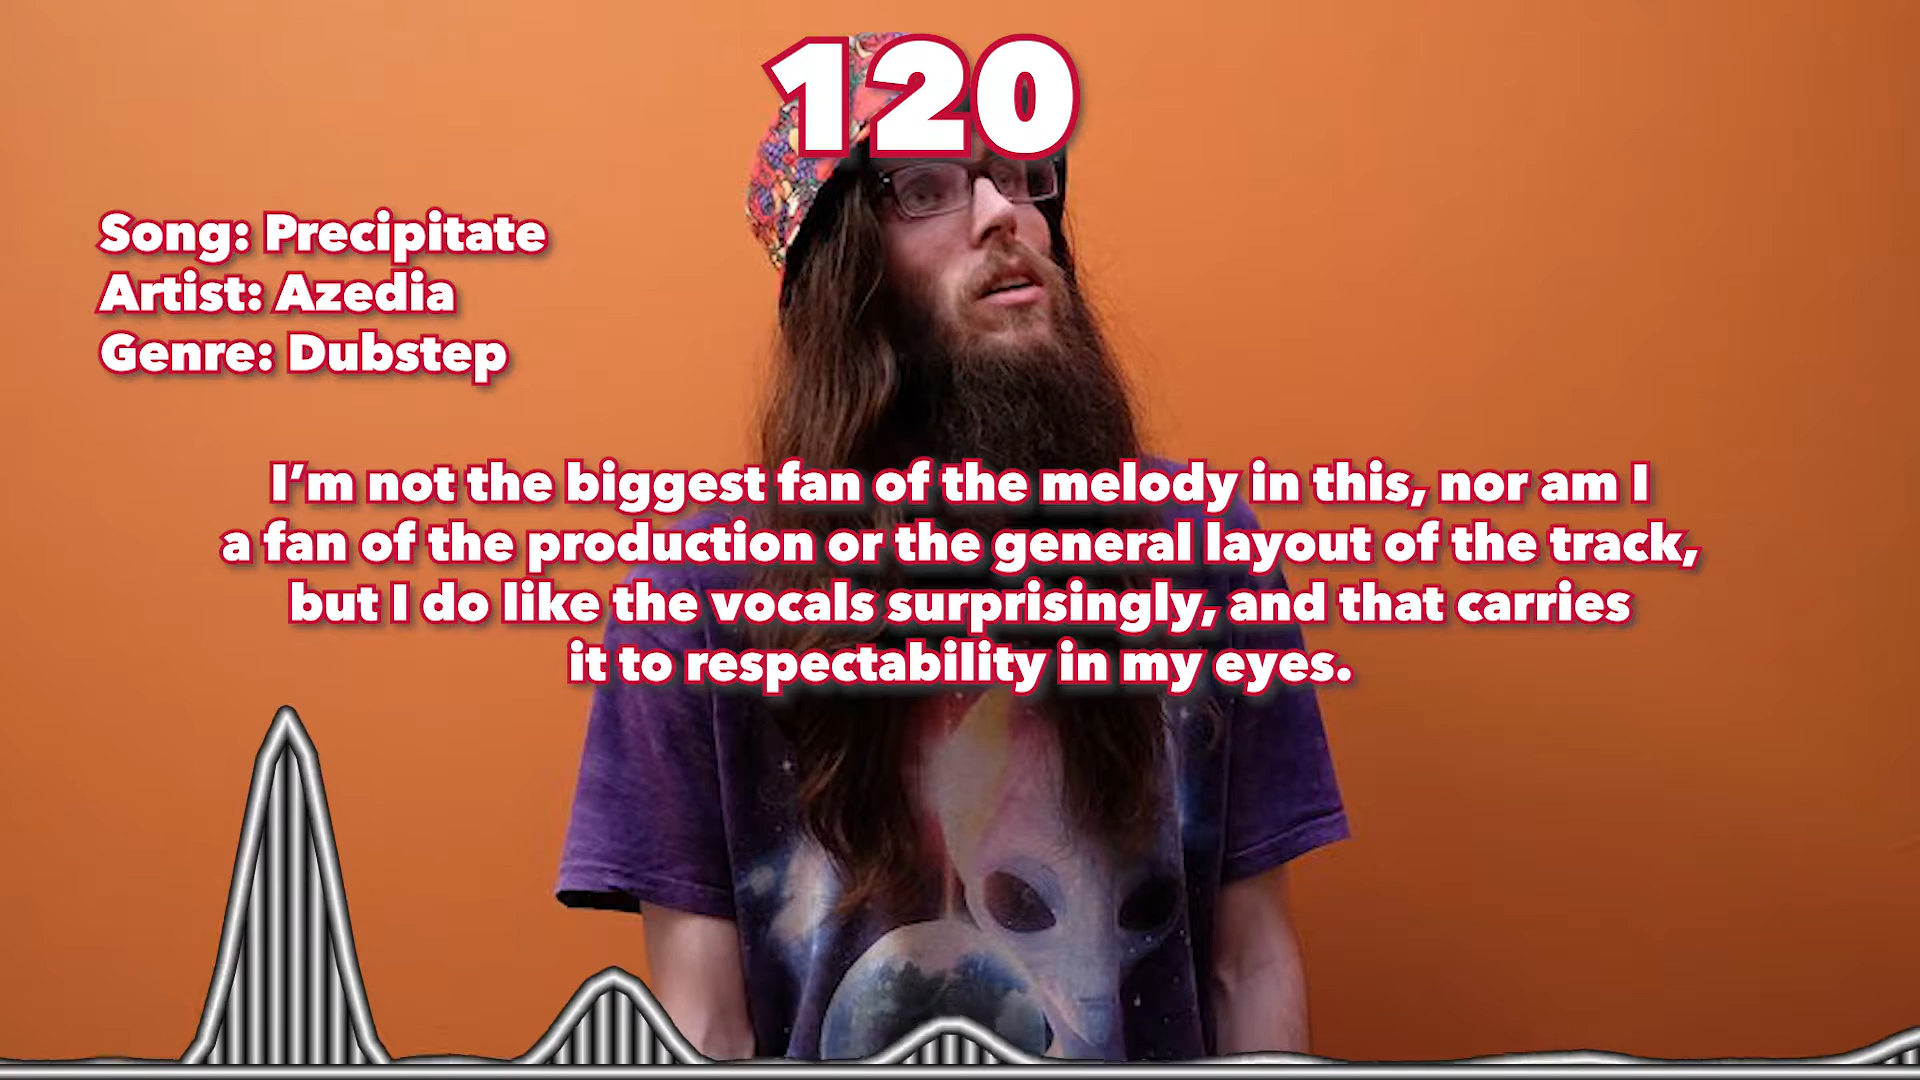 120
Song: Precipitate
Artist: Azedia
Genre: Dubstep
I’m not the biggest fan of the melody in this, nor am I
a fan of the production or the general layout of the track,
but I do like the vocals surprisingly, and that carries
it to respectability in my eyes.